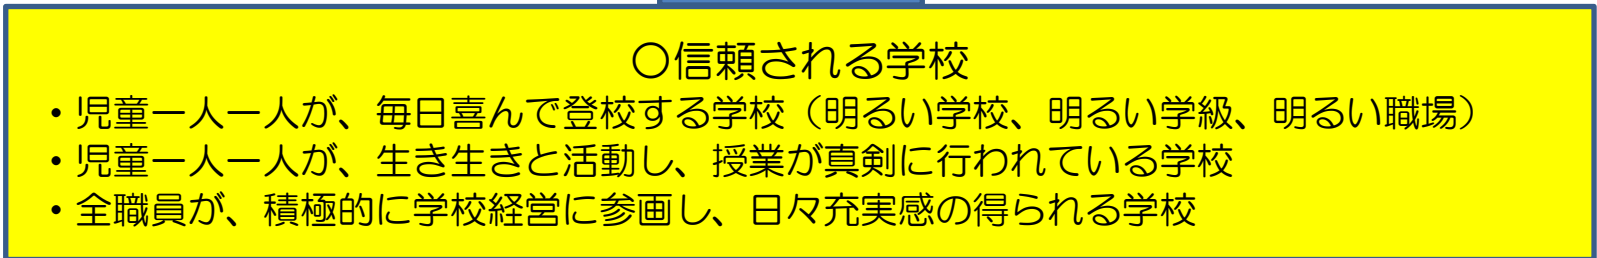 〇信頼される学校
・児童一人一人が、毎日喜んで登校する学校（明るい学校、明るい学級、明るい職場）
・児童一人一人が、生き生きと活動し、授業が真剣に行われている学校
・全職員が、積極的に学校経営に参画し、日々充実感の得られる学校